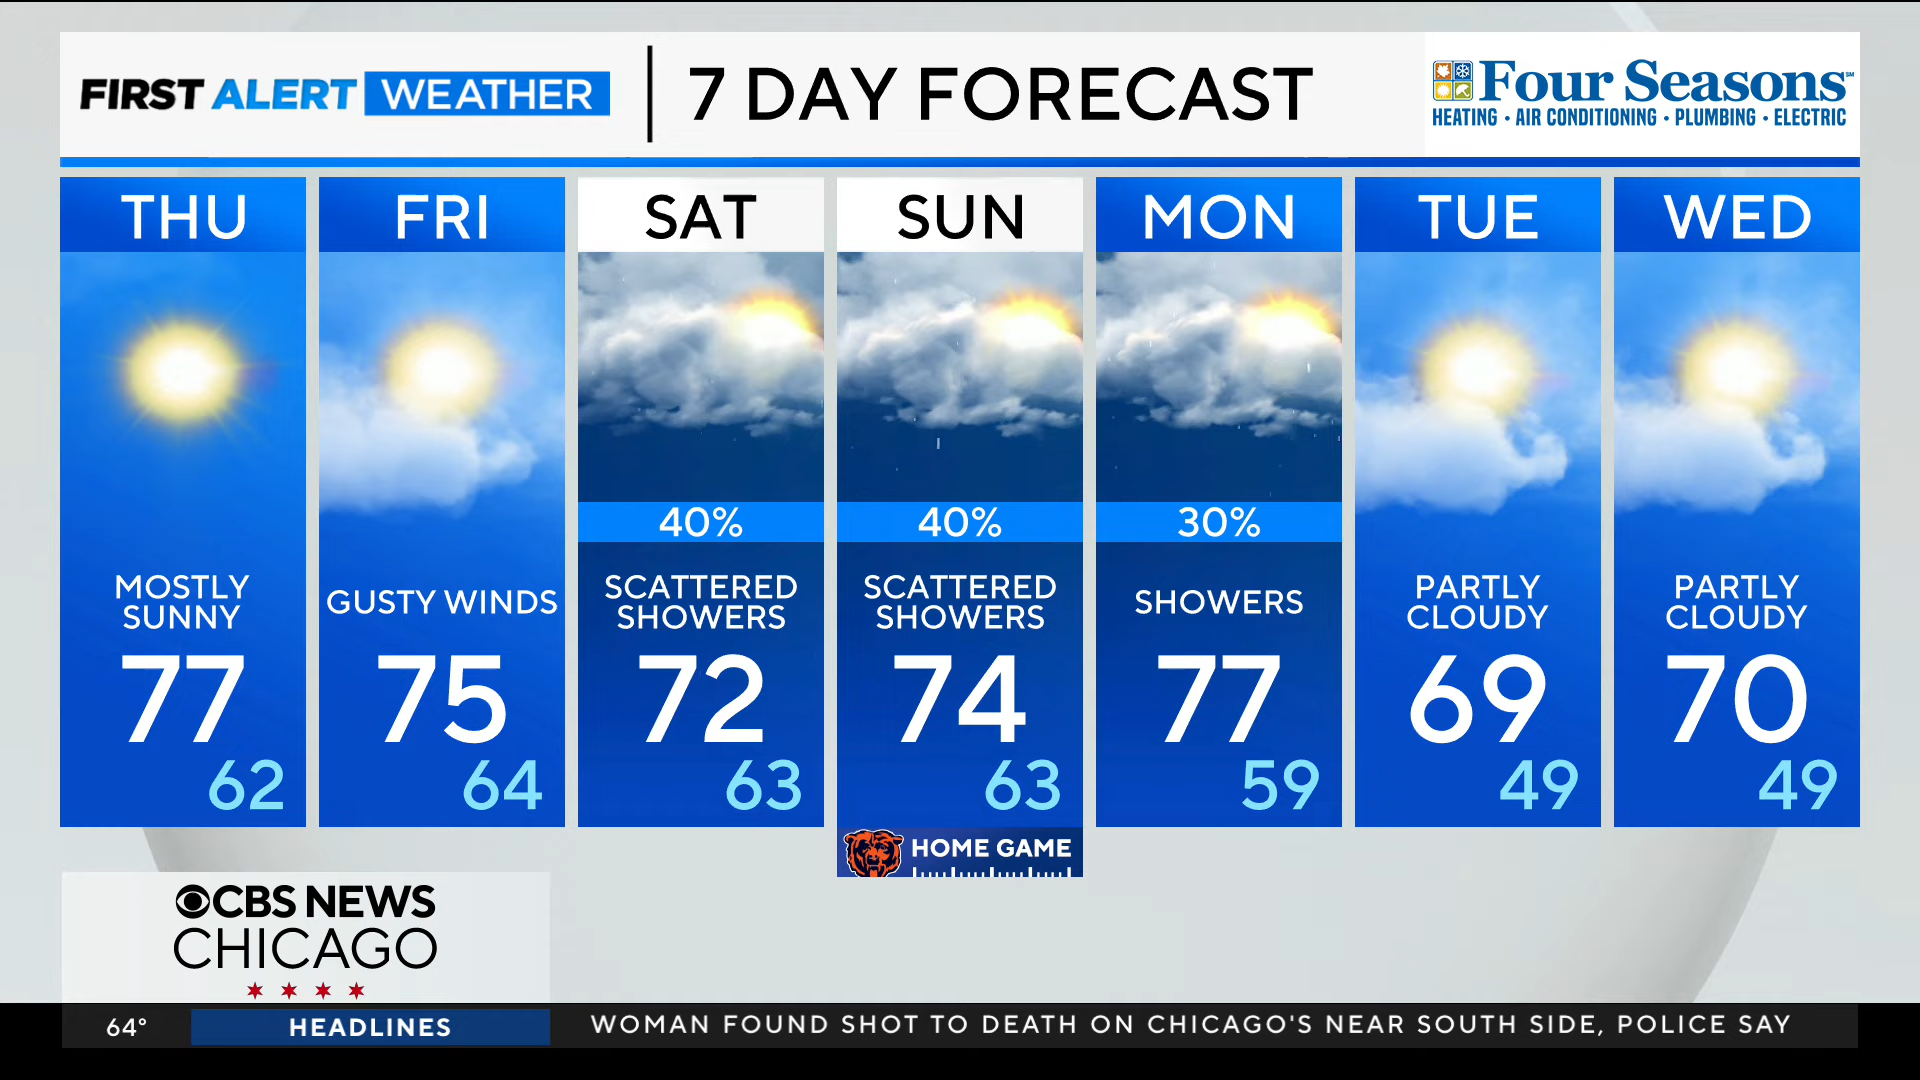 FIRST ALERT WEATHER
7 DAY FORECAST
Four Seasons℠
HEATING · AIR CONDITIONING · PLUMBING · ELECTRIC
THU
MOSTLY
SUNNY
77
62
FRI
GUSTY WINDS
75
64
SAT
40%
SCATTERED
SHOWERS
72
63
SUN
40%
SCATTERED
SHOWERS
74
63
HOME GAME
MON
30%
SHOWERS
77
59
TUE
PARTLY
CLOUDY
69
49
WED
PARTLY
CLOUDY
70
49
CBS NEWS
CHICAGO
64°
HEADLINES
WOMAN FOUND SHOT TO DEATH ON CHICAGO'S NEAR SOUTH SIDE, POLICE SAY